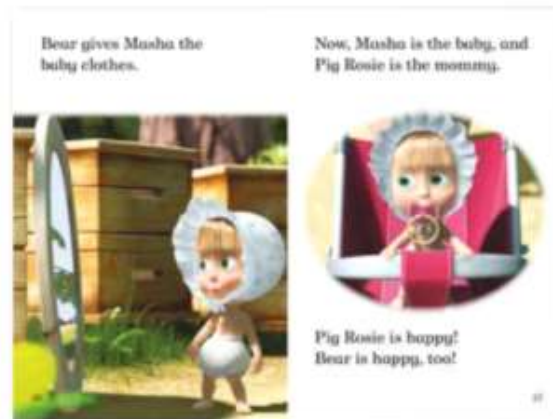 Bear gives Masha the
baby clothes.
Now, Masha is the baby, and
Pig Rosie is the mommy.
Pig Rosie is happy!
Bear is happy, too!